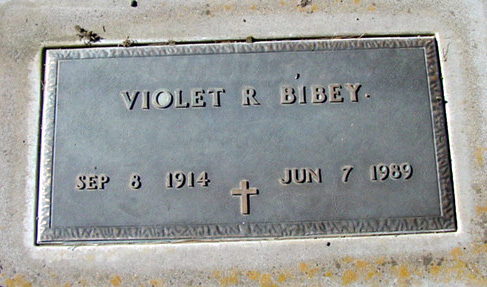 VIOLET R BIBEY.
SEP 8 1914 JUN 7 1989